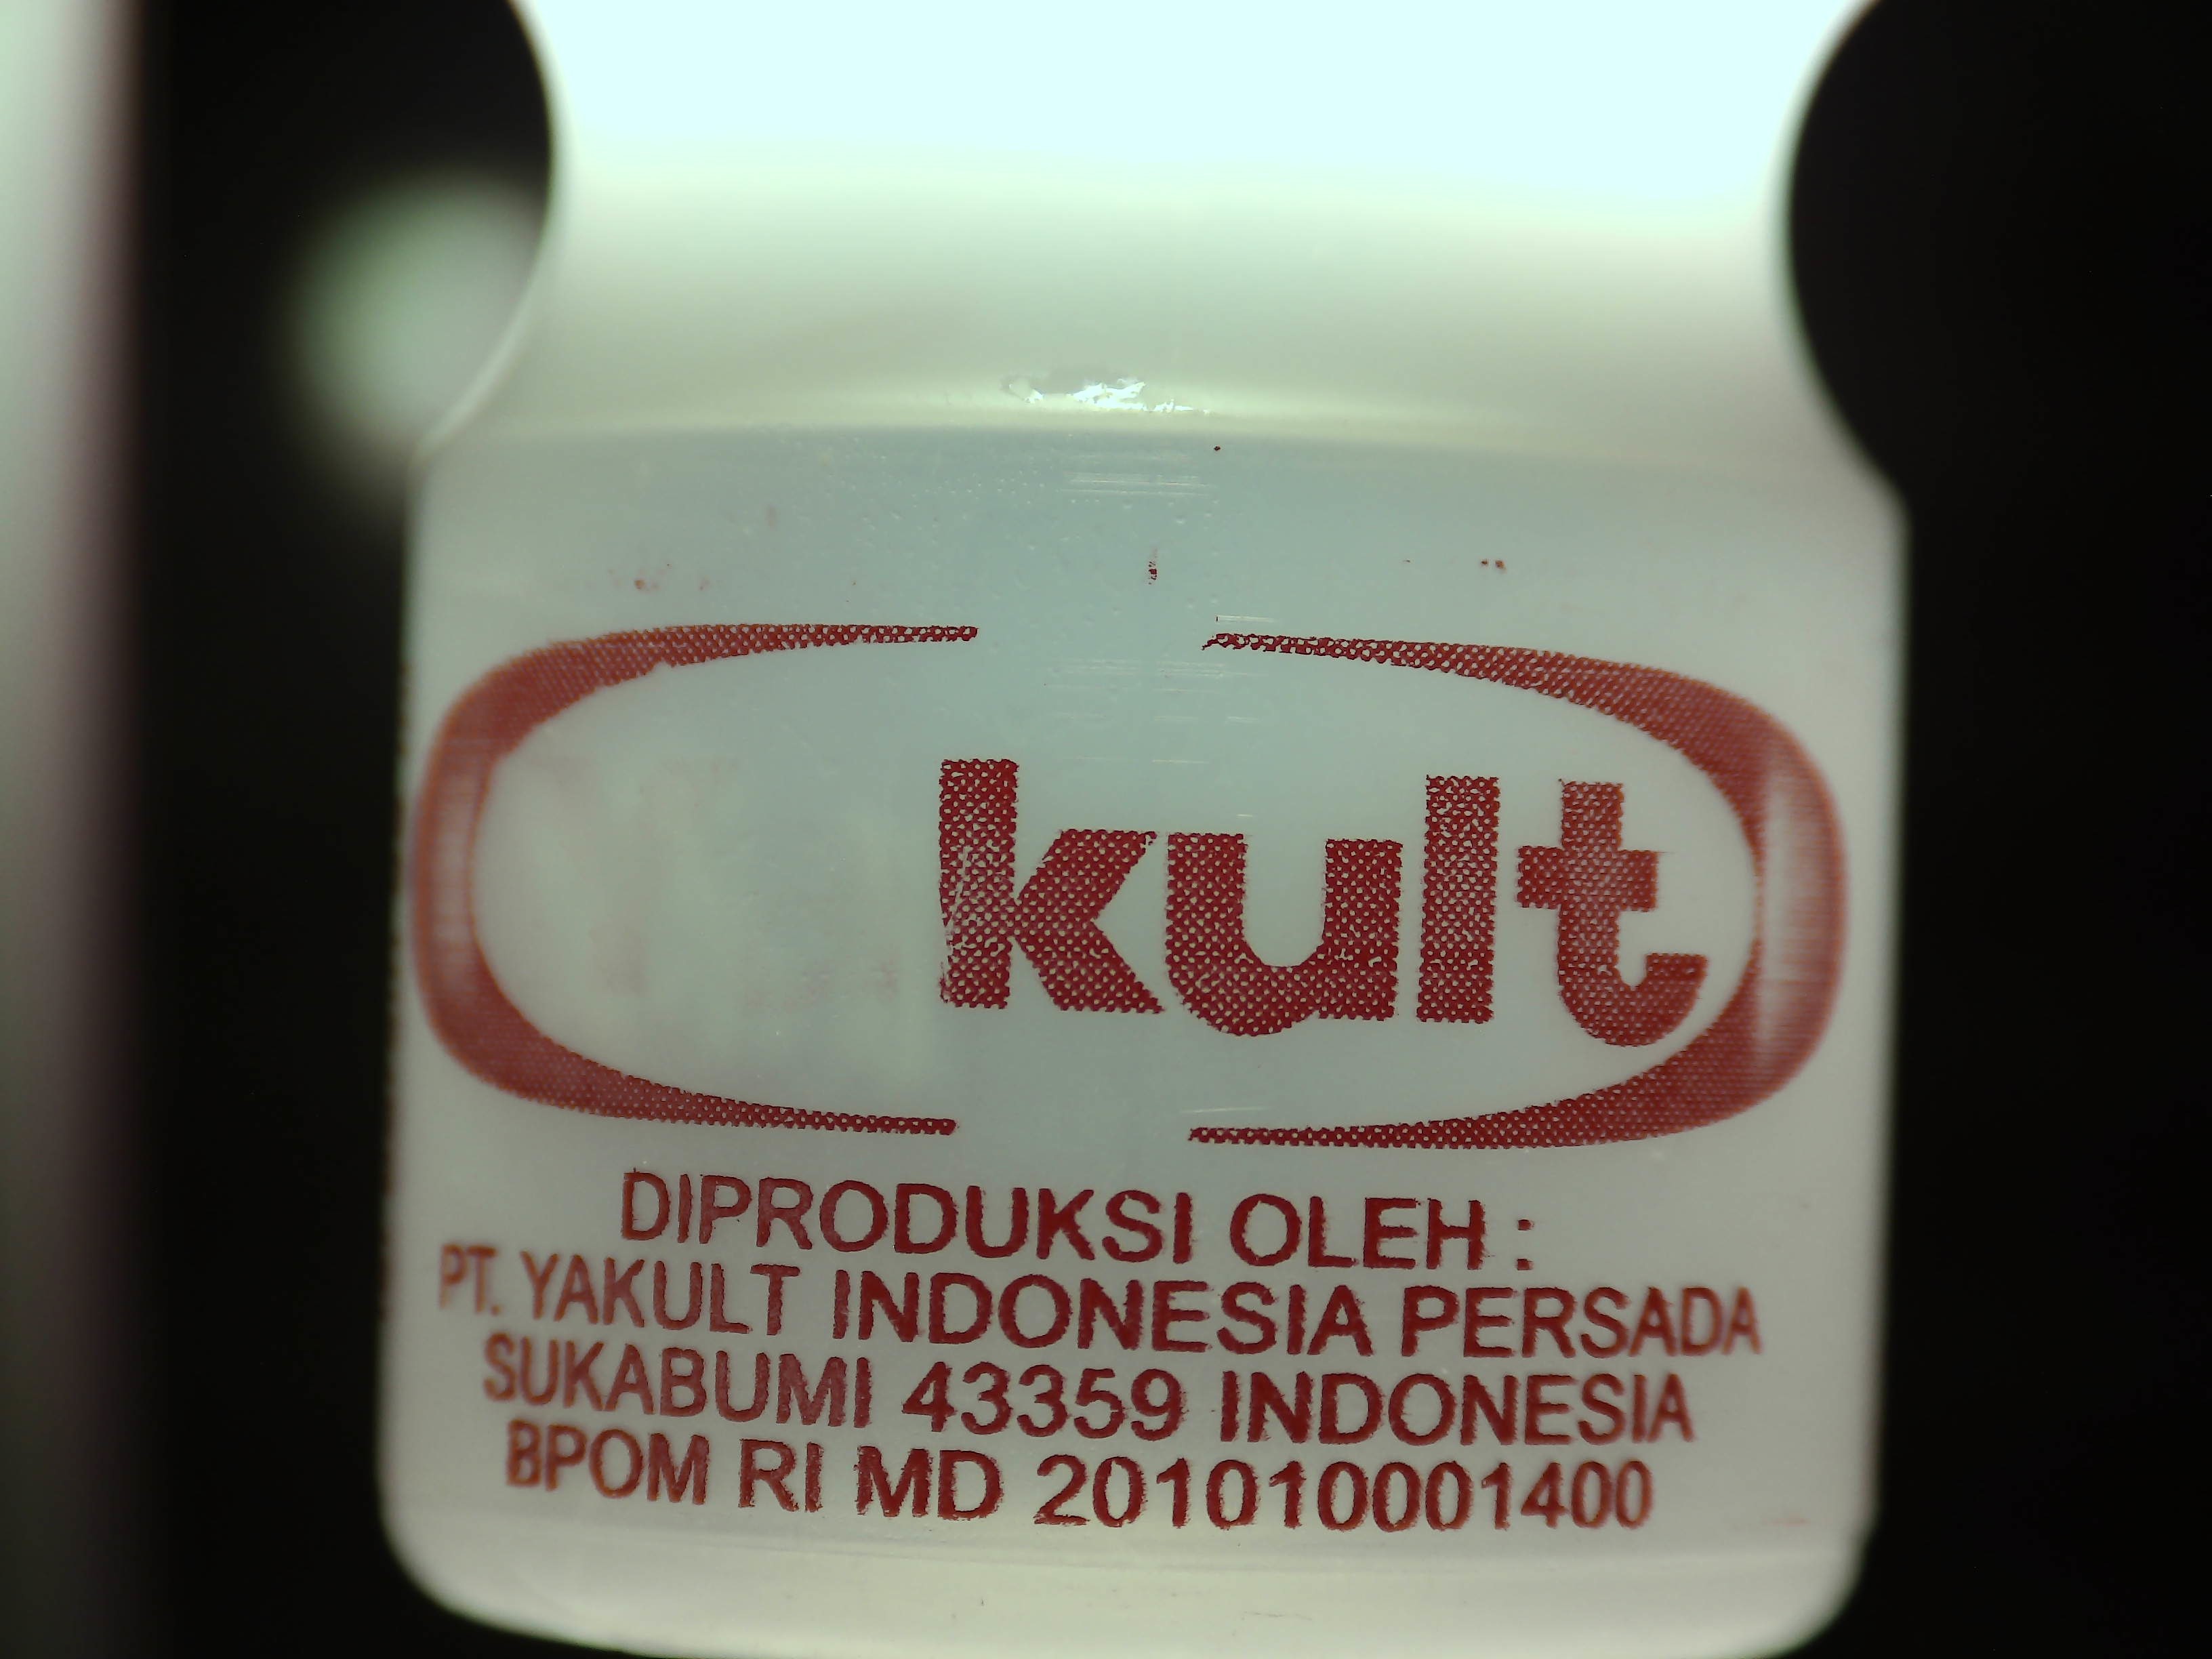 kult
DIPRODUKSI OLEH :
PT. YAKULT INDONESIA PERSADA
SUKABUMI 43359 INDONESIA
BPOM RI MD 201010001400